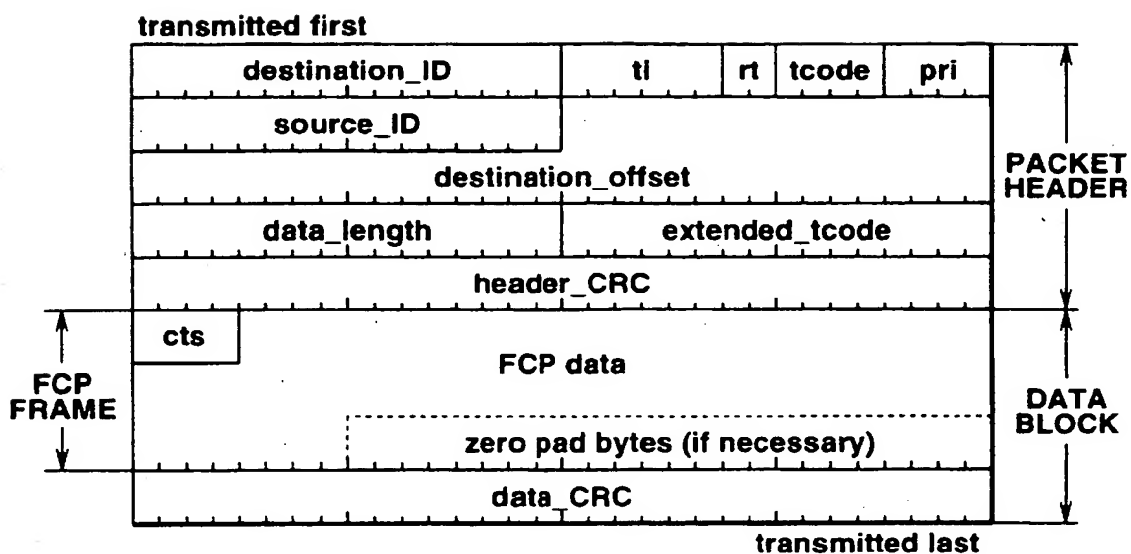 transmitted first
destination_ID tl rt tcode pri
source_ID
destination_offset
PACKET
HEADER
data_length extended_tcode
header_CRC
cts
FCP data
FCP
FRAME
DATA
BLOCK
zero pad bytes (if necessary)
data_CRC
transmitted last